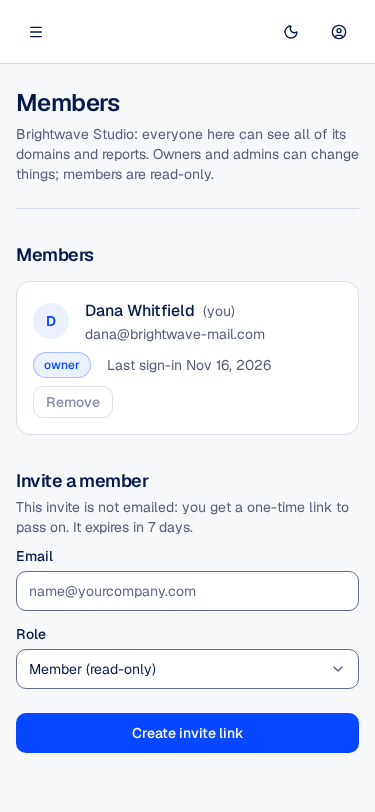 Members
Brightwave Studio: everyone here can see all of its
domains and reports. Owners and admins can change
things; members are read-only.
Members
D
Dana Whitfield (you)
dana@brightwave-mail.com
owner
Last sign-in Nov 16, 2026
Remove
Invite a member
This invite is not emailed: you get a one-time link to
pass on. It expires in 7 days.
Email
name@yourcompany.com
Role
Member (read-only)
Create invite link